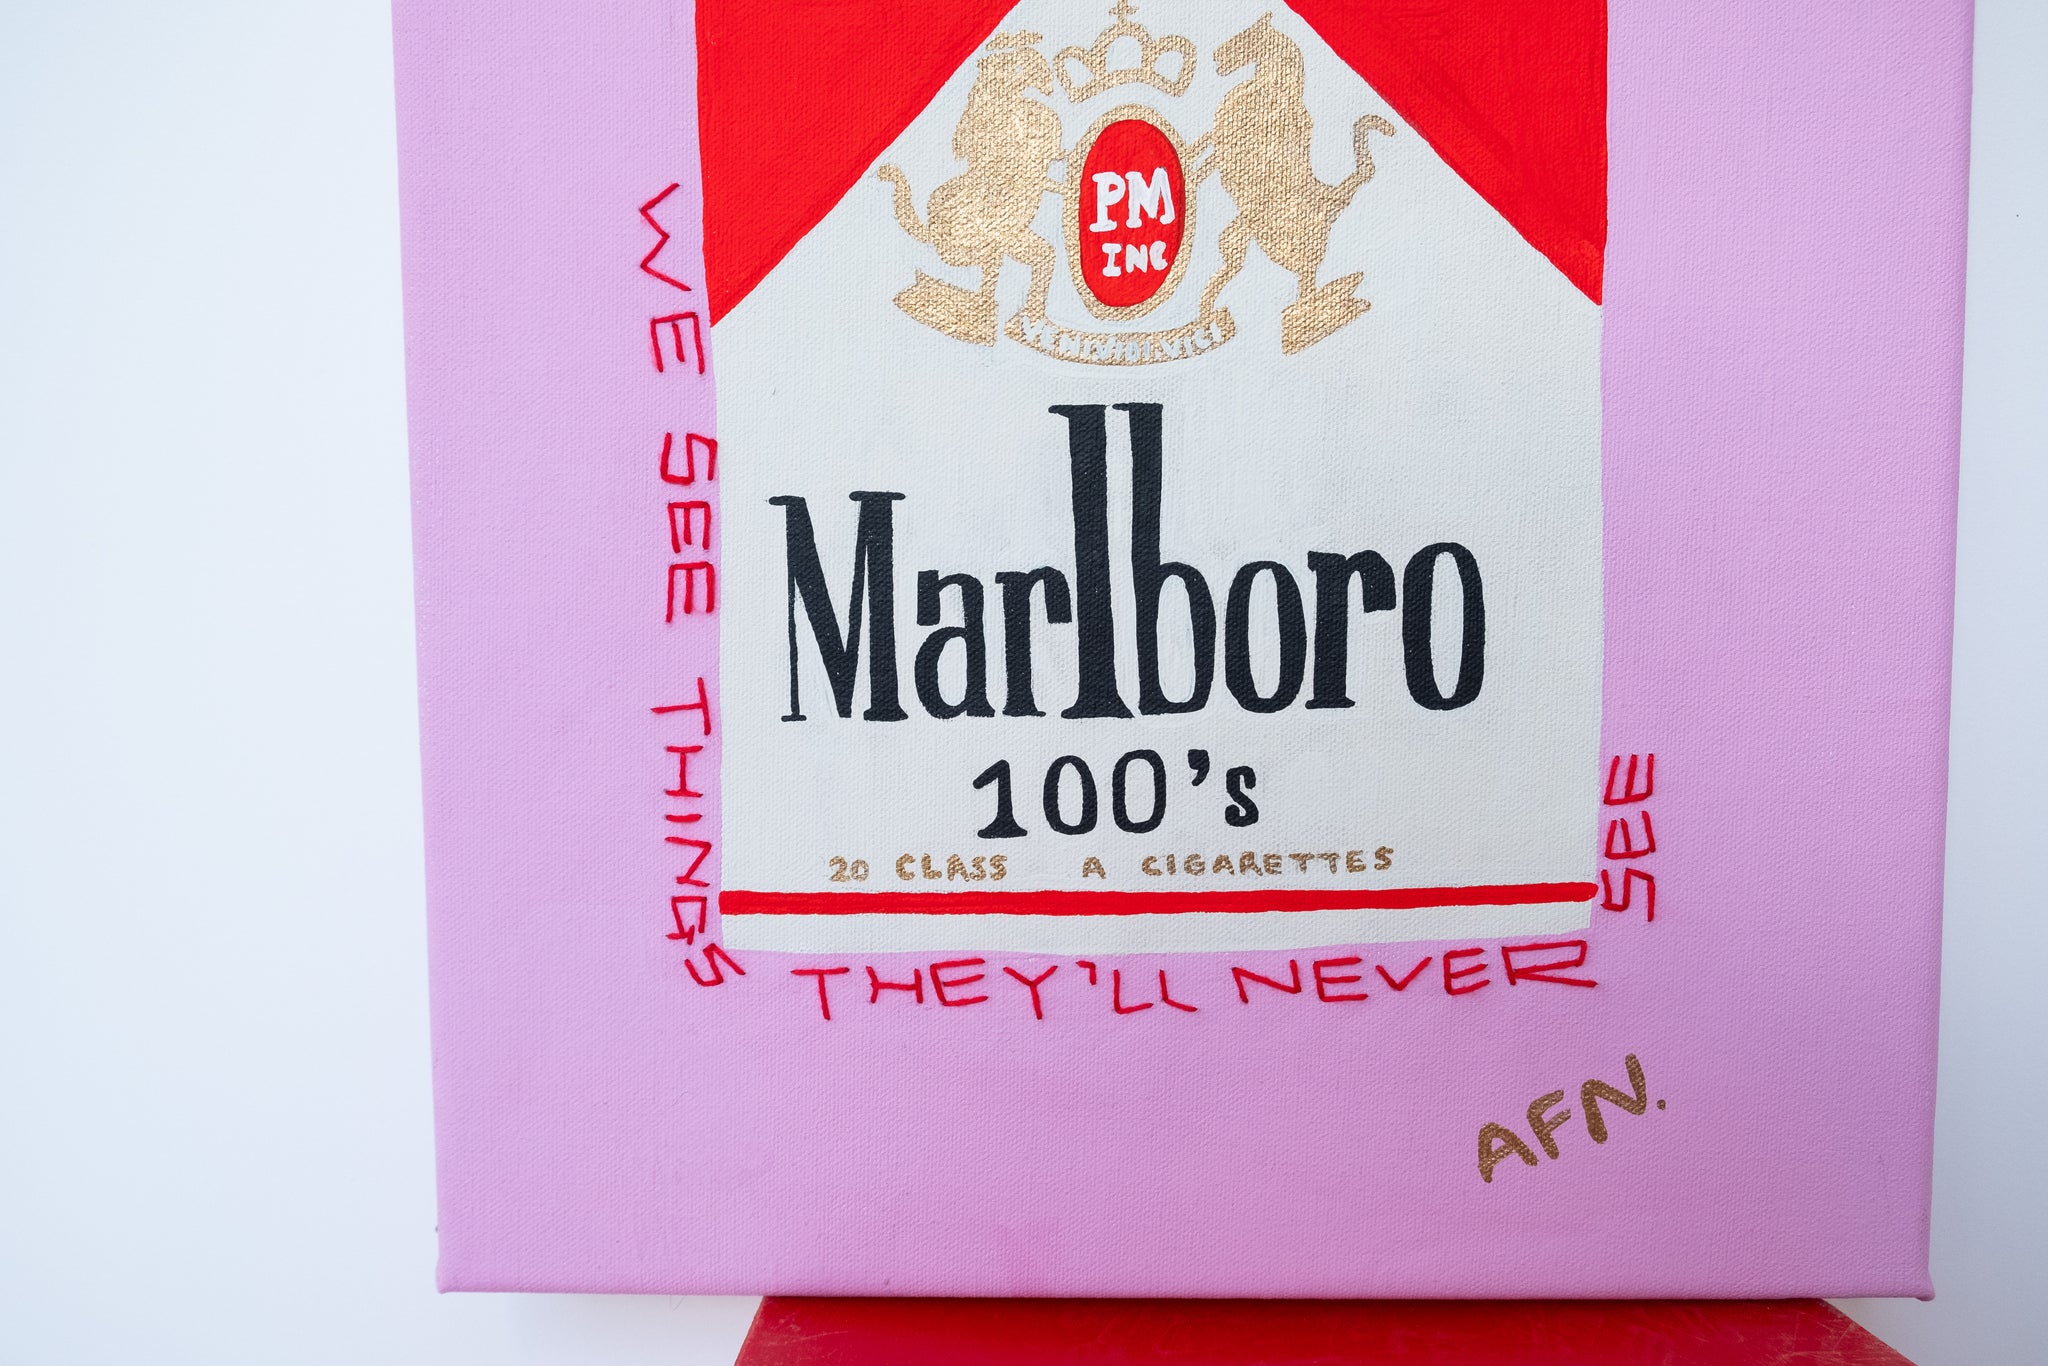 PM
INC
VENI·VIDI·VICI
Marlboro
100's
20 CLASS A CIGARETTES
WE SEE THINGS
THEY'LL NEVER
SEE
AFN.